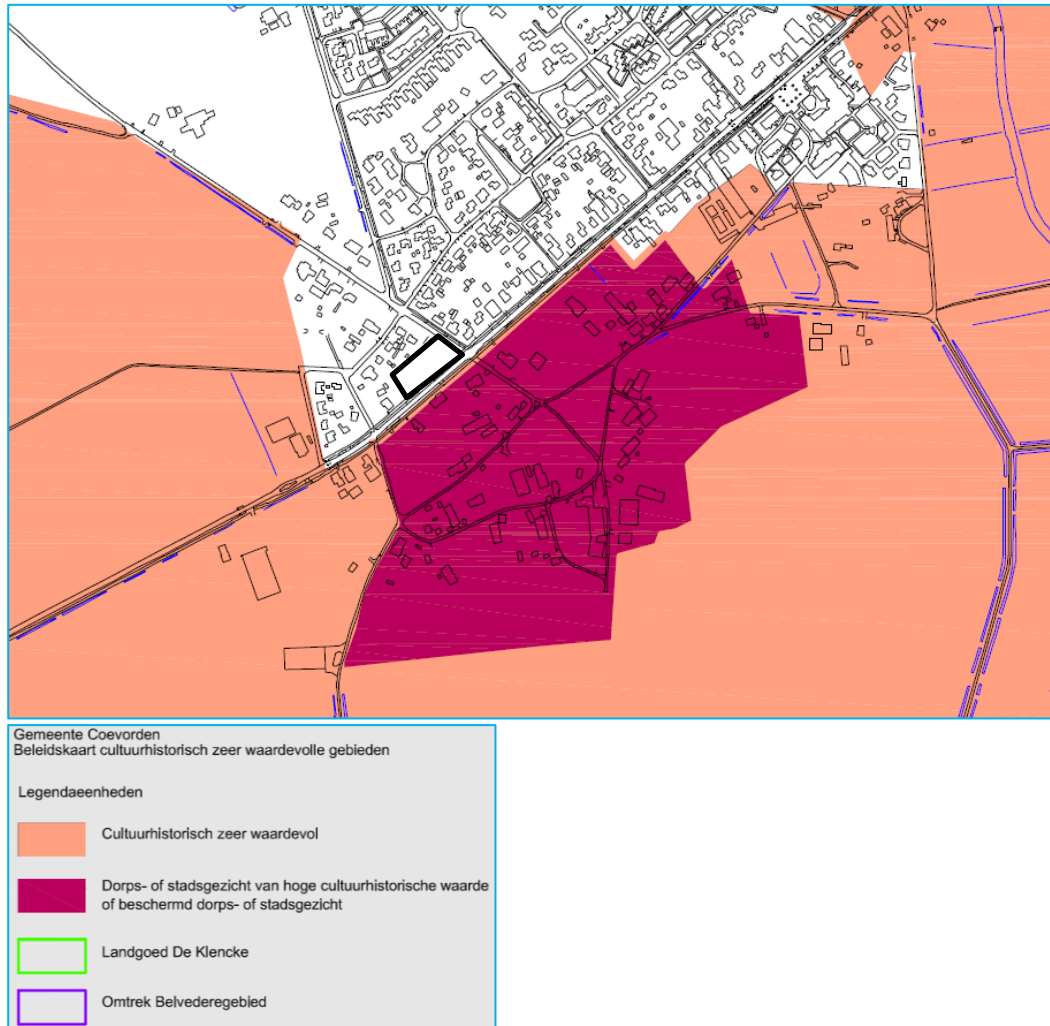 Gemeente Coevorden
Beleidskaart cultuurhistorisch zeer waardevolle gebieden
Legendaeenheden
Cultuurhistorisch zeer waardevol
Dorps- of stadsgezicht van hoge cultuurhistorische waarde
of beschermd dorps- of stadsgezicht
Landgoed De Klencke
Omtrek Belvederegebied